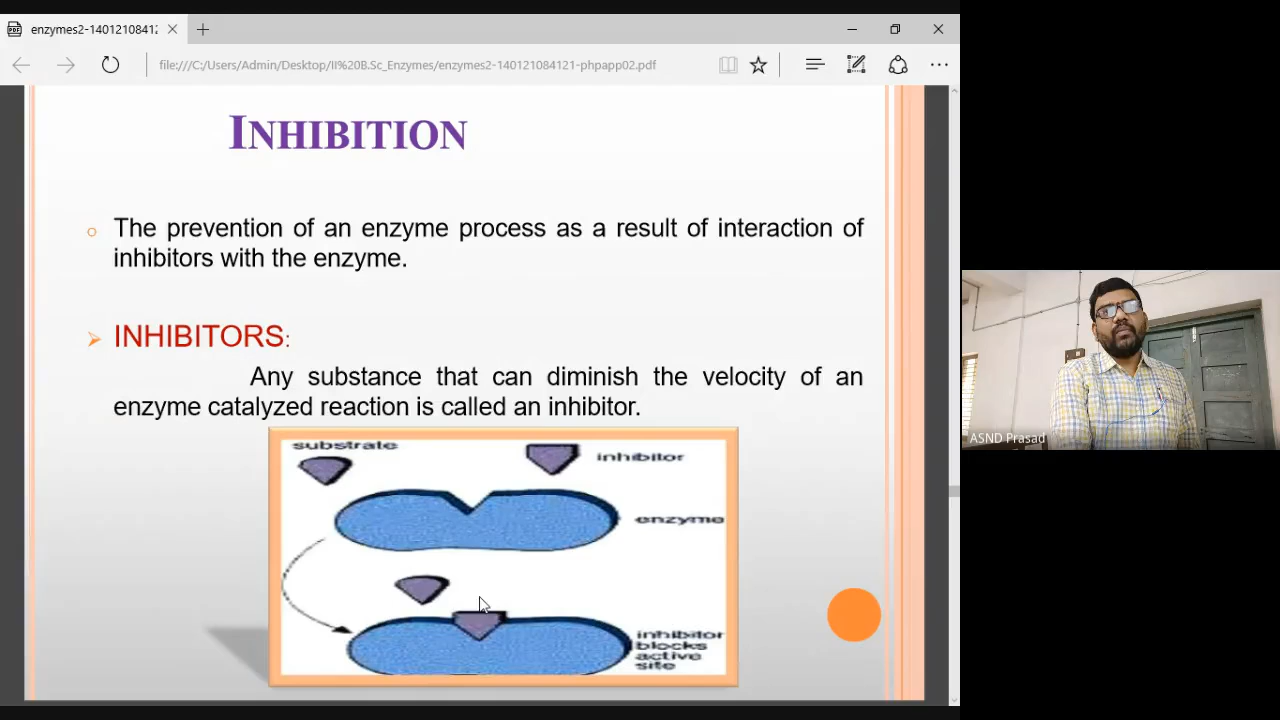 enzymes2-14012108412
file:///C:/Users/Admin/Desktop/II%20B.Sc_Enzymes/enzymes2-140121084121-phpapp02.pdf
INHIBITION
The prevention of an enzyme process as a result of interaction of
inhibitors with the enzyme.
INHIBITORS:
Any substance that can diminish the velocity of an
enzyme catalyzed reaction is called an inhibitor.
substrate
inhibitor
enzyme
inhibitor
blocks
active
site
ASND Prasad